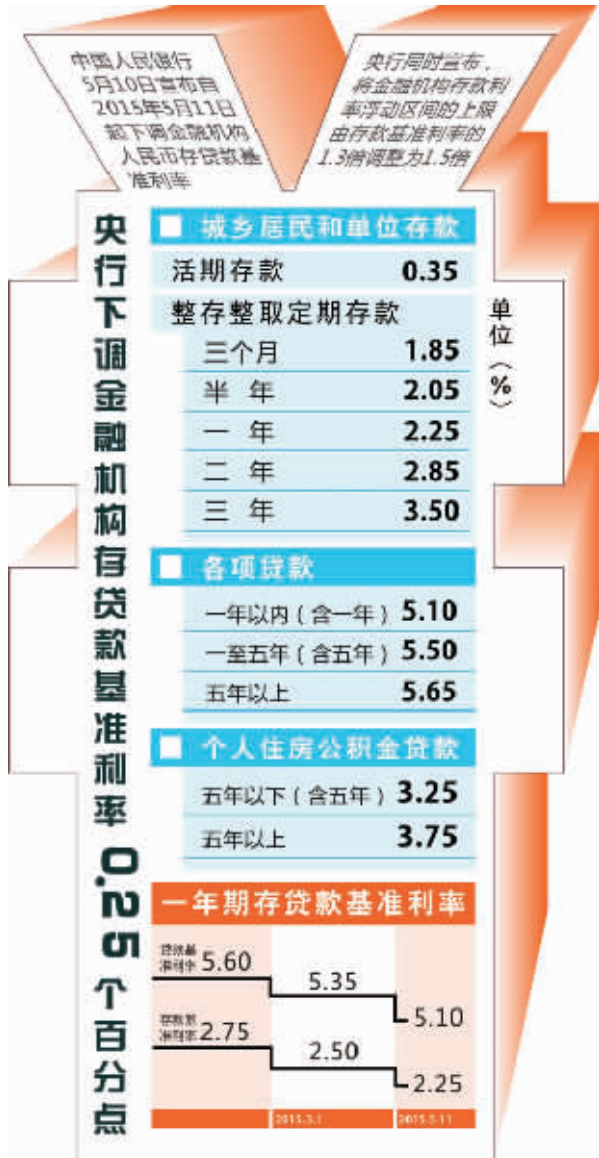 中国人民银行
5月10日宣布自
2015年5月11日
起下调金融机构
人民币存贷款基
准利率
央行同时宣布，
将金融机构存款利
率浮动区间的上限
由存款基准利率的
1.3倍调整为1.5倍
央行下调金融机构存贷款基准利率0.25个百分点
城乡居民和单位存款
活期存款 0.35
整存整取定期存款
三个月 1.85
半 年 2.05
一 年 2.25
二 年 2.85
三 年 3.50
单位（%）
各项贷款
一年以内（含一年） 5.10
一至五年（含五年） 5.50
五年以上 5.65
个人住房公积金贷款
五年以下（含五年） 3.25
五年以上 3.75
一年期存贷款基准利率
贷款基
准利率 5.60
5.35
5.10
存款基
准利率 2.75
2.50
2.25
2015.3.1 2015.5.11